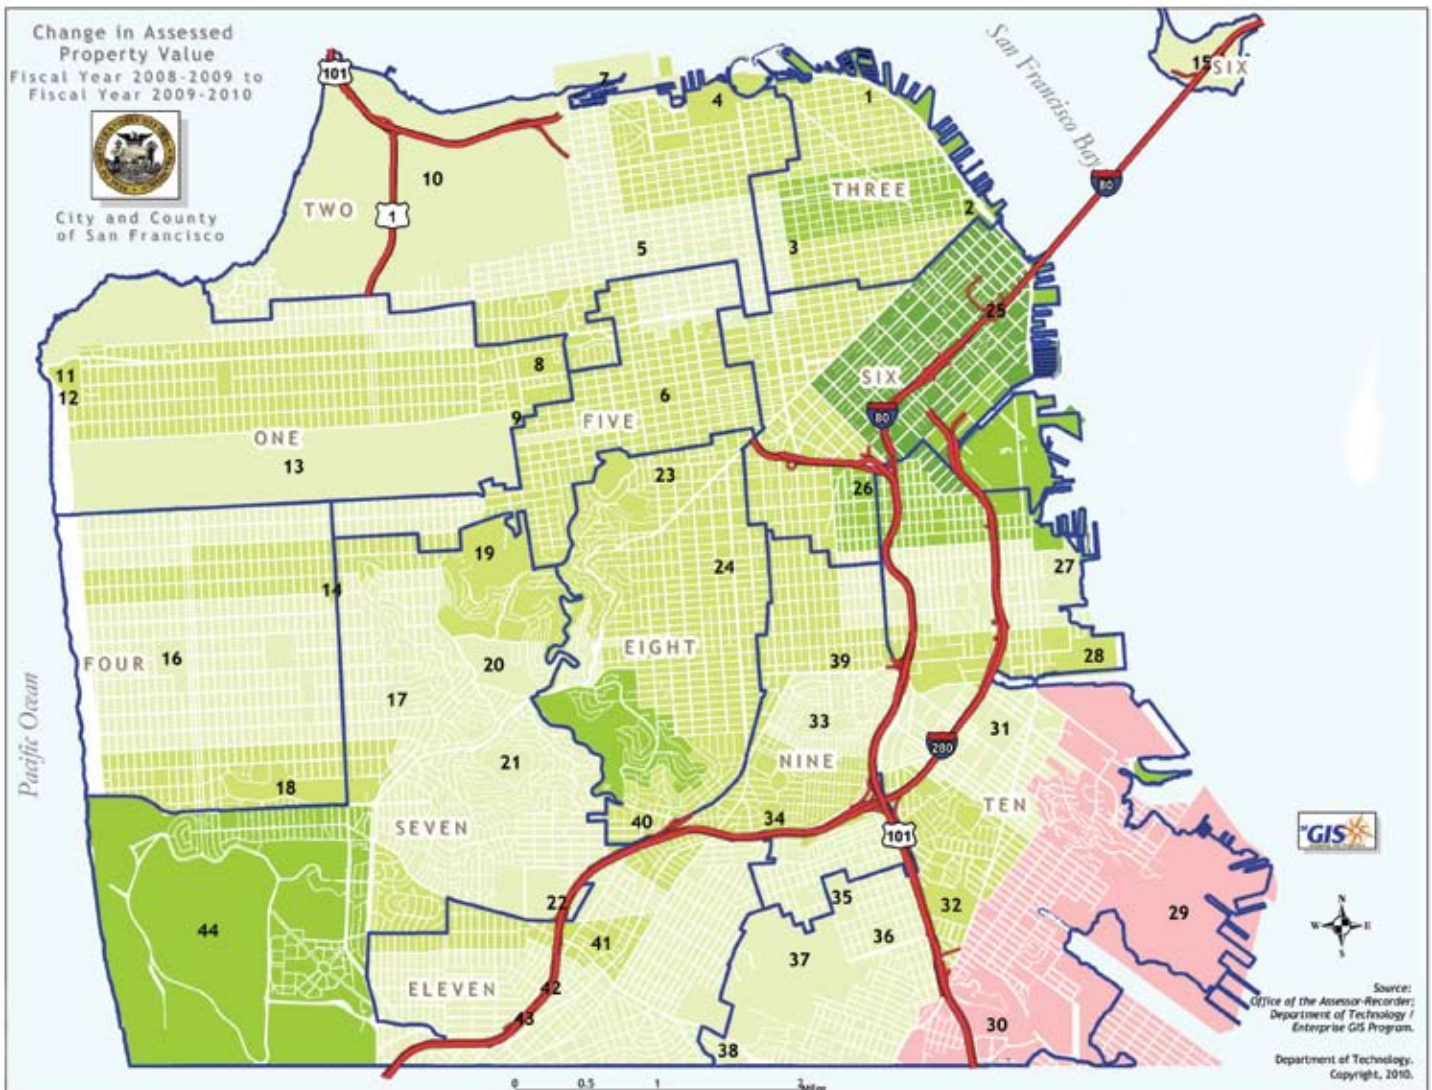 Change in Assessed
Property Value
Fiscal Year 2008-2009 to
Fiscal Year 2009-2010
City and County
of San Francisco
San Francisco Bay
Pacific Ocean
101
1
80
15
SIX
7
4
1
10
TWO
THREE
2
5
3
25
8
11
12
6
SIX
9
FIVE
80
ONE
13
23
26
19
24
27
14
EIGHT
FOUR
16
20
39
28
17
33
31
21
NINE
280
18
TEN
SEVEN
40
34
101
22
35
32
29
44
41
36
37
ELEVEN
42
43
30
38
GIS
N
W
E
S
Source:
Office of the Assessor-Recorder;
Department of Technology /
Enterprise GIS Program.
Department of Technology.
Copyright, 2010.
0 0.5 1 2
Miles